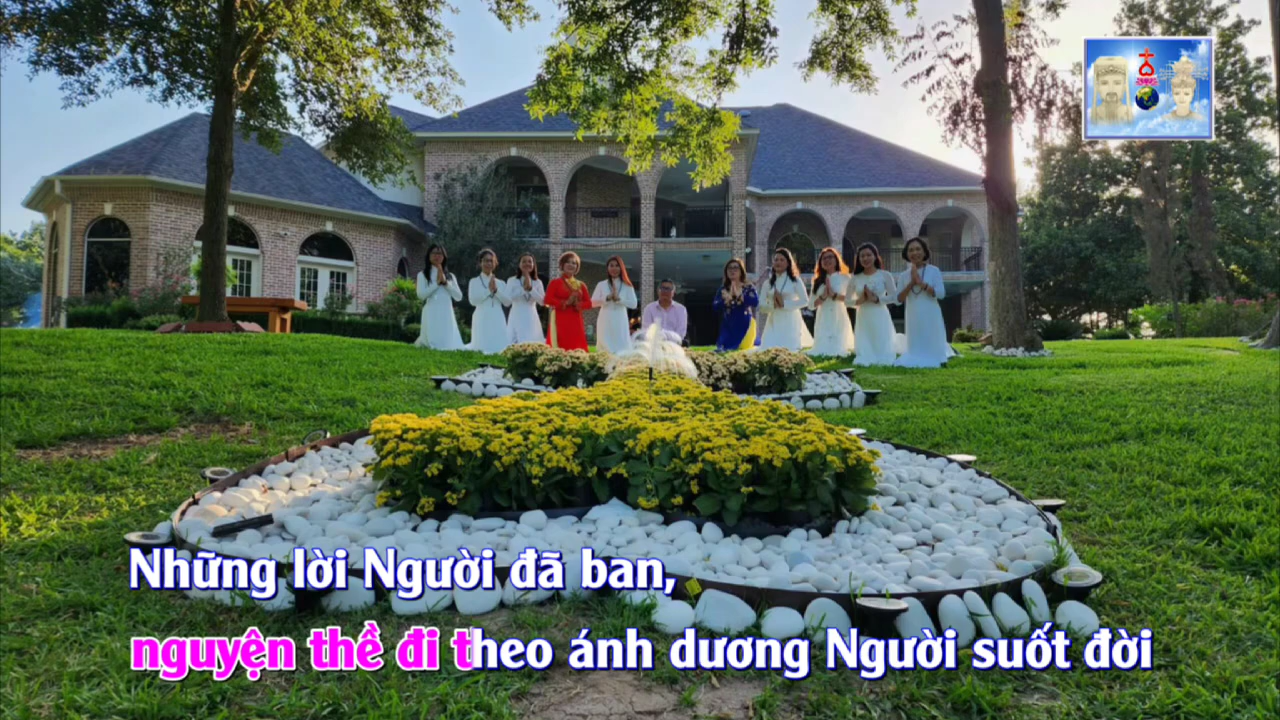 Những lời Người đã ban,
nguyện thề đi theo ánh dương Người suốt đời